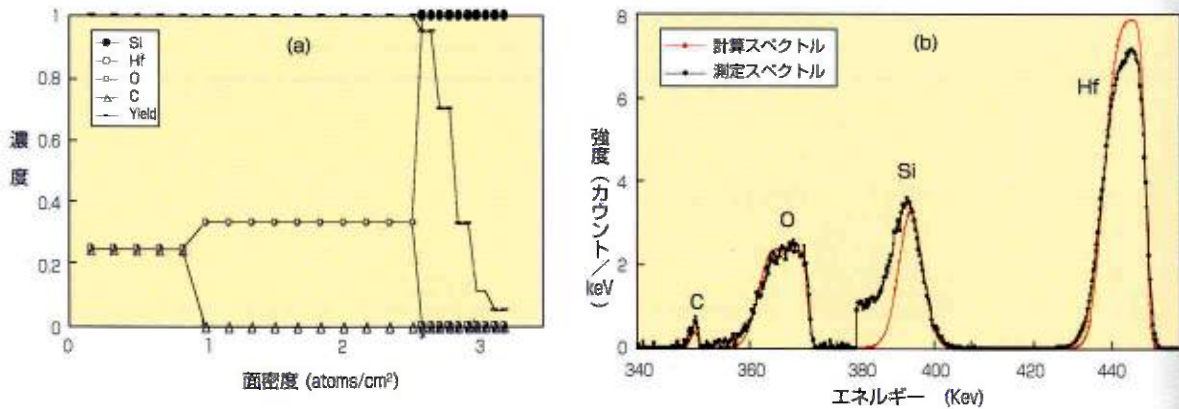 (a)
Si
Hf
O
C
Yield
濃度
1
0.8
0.6
0.4
0.2
0
0 1 2 3
面密度 (atoms/cm²)
(b)
計算スペクトル
測定スペクトル
Hf
Si
O
C
強度（カウント／keV）
8
6
4
2
0
340 360 380 400 420 440
エネルギー (Kev)